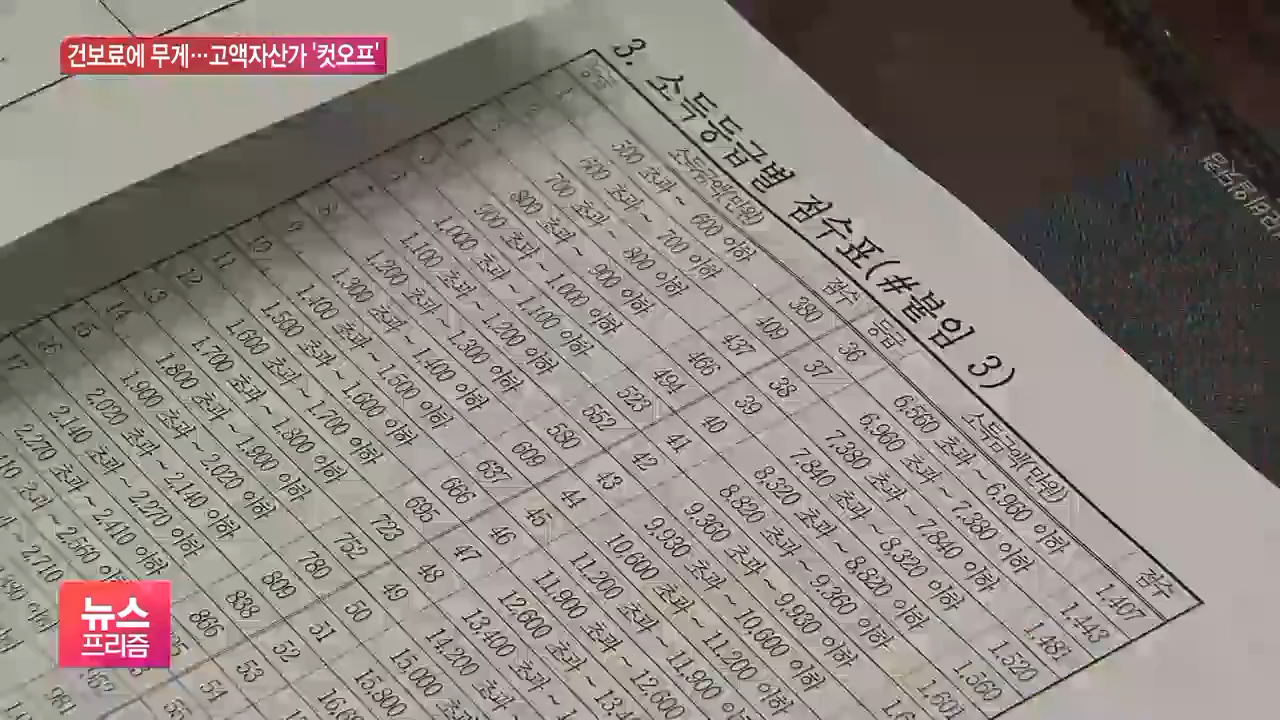 건보료에 무게…고액자산가 '컷오프'
3. 소득등급별 점수표(#붙임 3)
등급 소득금액(만원) 점수 등급 소득금액(만원) 점수
500 초과 ~ 600 이하 380 36 6,560 초과 ~ 6,960 이하 1,407
600 초과 ~ 700 이하 409 37 6,960 초과 ~ 7,380 이하 1,443
700 초과 ~ 800 이하 437 38 7,380 초과 ~ 7,840 이하 1,481
800 초과 ~ 900 이하 466 39 7,840 초과 ~ 8,320 이하 1,520
900 초과 ~ 1,000 이하 494 40 8,320 초과 ~ 8,820 이하 1,560
1,000 초과 ~ 1,100 이하 523 41 8,820 초과 ~ 9,360 이하 1,601
1,100 초과 ~ 1,200 이하 552 42 9,360 초과 ~ 9,930 이하
8 1,200 초과 ~ 1,300 이하 580 43 9,930 초과 ~ 10,600 이하
9 1,300 초과 ~ 1,400 이하 609 44 10,600 초과 ~ 11,200 이하
10 1,400 초과 ~ 1,500 이하 637 45 11,200 초과 ~ 11,900
11 1,500 초과 ~ 1,600 이하 666 46 11,900 초과 ~ 12,600
12 1,600 초과 ~ 1,700 이하 695 47 12,600 초과
13 1,700 초과 ~ 1,800 이하 723 48 13,400 초과
14 1,800 초과 ~ 1,900 이하 752 49 14,200
15 1,900 초과 ~ 2,020 이하 780 50 15,000
16 2,020 초과 ~ 2,140 이하 809 51 15,800
17 2,140 초과 ~ 2,270 이하 838 52
2,270 초과 ~ 2,410 이하 866 53
초과 ~ 2,560 이하 54
~ 2,710
981
뉴스
프리즘